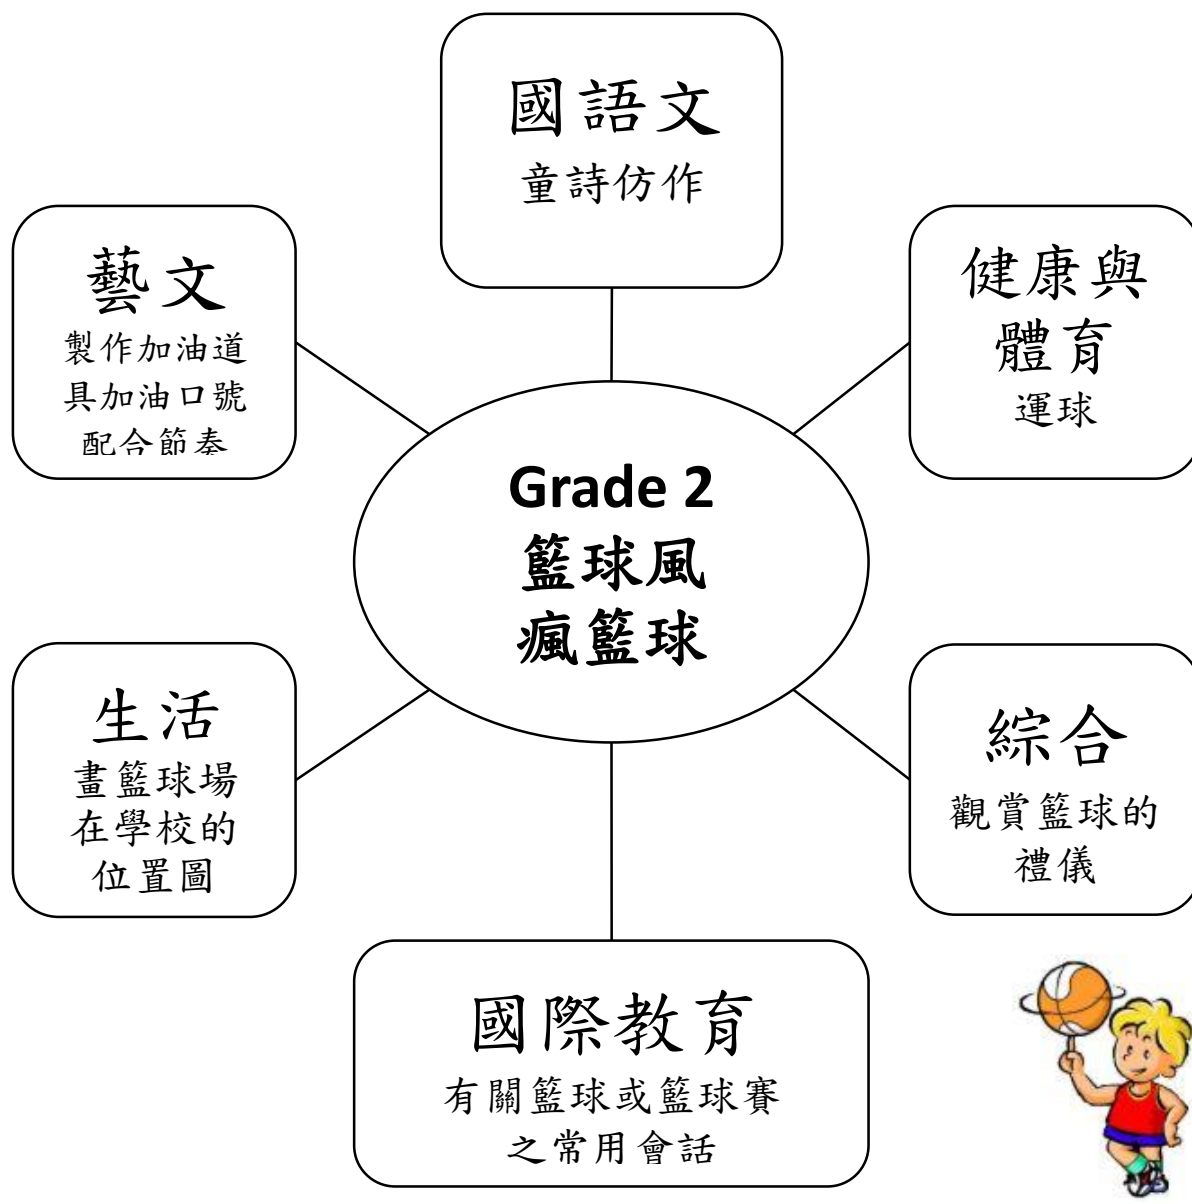 國語文
童詩仿作
藝文
製作加油道
具加油口號
配合節奏
健康與
體育
運球
Grade 2
籃球風
瘋籃球
生活
畫籃球場
在學校的
位置圖
綜合
觀賞籃球的
禮儀
國際教育
有關籃球或籃球賽
之常用會話